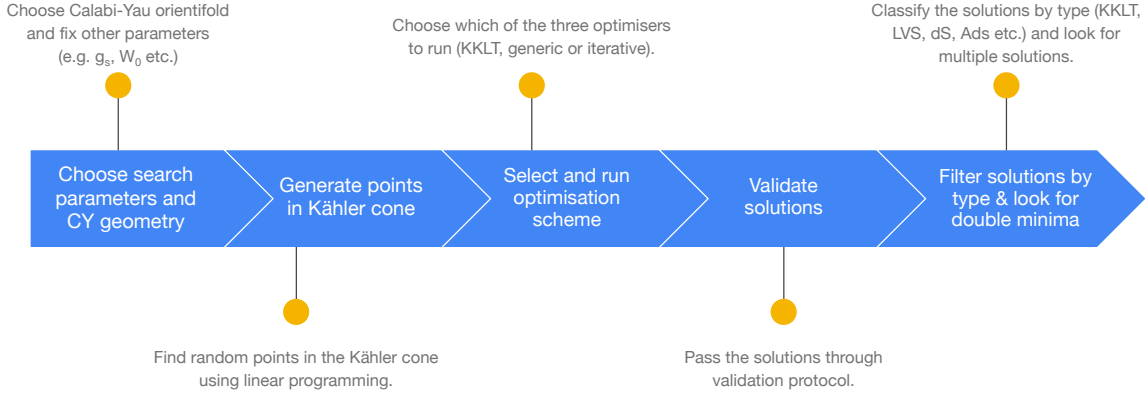 Choose Calabi-Yau orientifold
and fix other parameters
(e.g. gₛ, W₀ etc.)
Choose which of the three optimisers
to run (KKLT, generic or iterative).
Classify the solutions by type (KKLT,
LVS, dS, Ads etc.) and look for
multiple solutions.
Choose search
parameters and
CY geometry
Generate points
in Kähler cone
Select and run
optimisation
scheme
Validate
solutions
Filter solutions by
type & look for
double minima
Find random points in the Kähler cone
using linear programming.
Pass the solutions through
validation protocol.